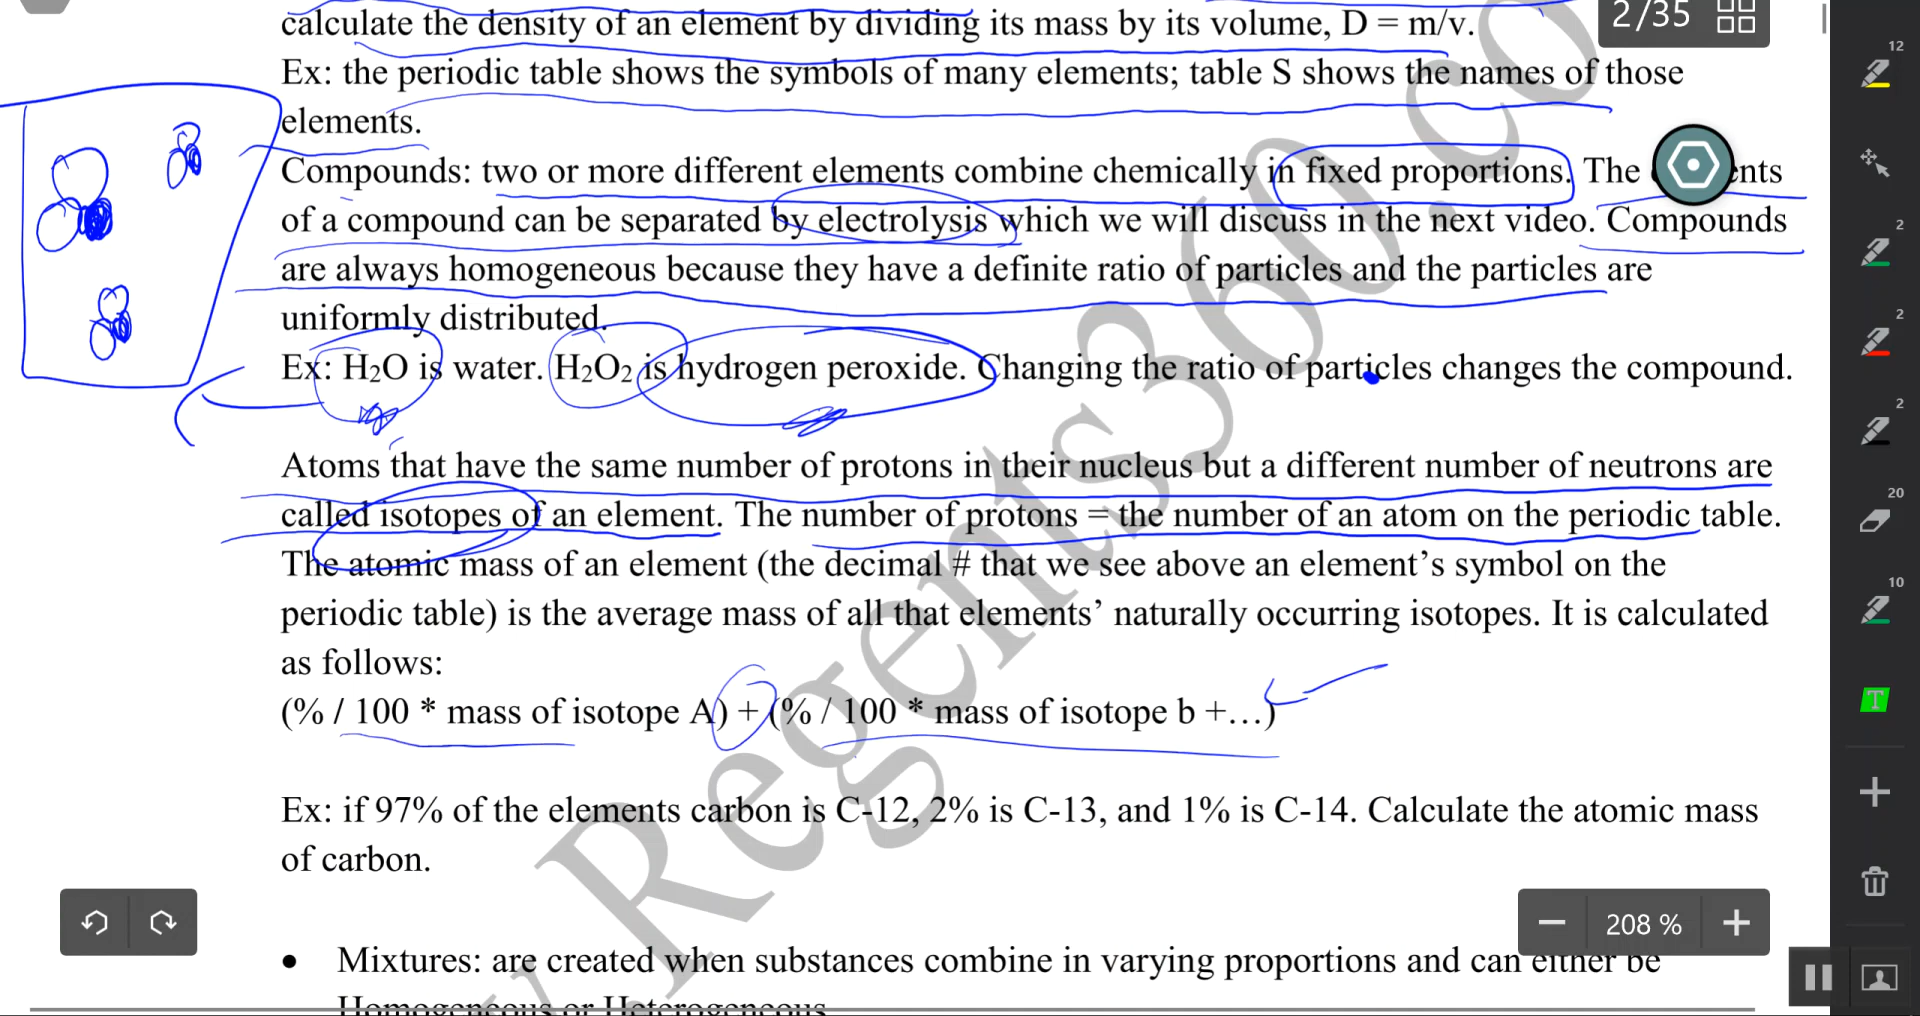 calculate the density of an element by dividing its mass by its volume, D = m/v.
2/35
Ex: the periodic table shows the symbols of many elements; table S shows the names of those
elements.
Compounds: two or more different elements combine chemically in fixed proportions. The ents
of a compound can be separated by electrolysis which we will discuss in the next video. Compounds
are always homogeneous because they have a definite ratio of particles and the particles are
uniformly distributed.
Ex: H₂O is water. H₂O₂ is hydrogen peroxide. Changing the ratio of particles changes the compound.
Atoms that have the same number of protons in their nucleus but a different number of neutrons are
called isotopes of an element. The number of protons = the number of an atom on the periodic table.
The atomic mass of an element (the decimal # that we see above an element’s symbol on the
periodic table) is the average mass of all that elements’ naturally occurring isotopes. It is calculated
as follows:
(% / 100 * mass of isotope A) + (% / 100 * mass of isotope b +…)
Ex: if 97% of the elements carbon is C-12, 2% is C-13, and 1% is C-14. Calculate the atomic mass
of carbon.
• Mixtures: are created when substances combine in varying proportions and can either be
Homogeneous or Heterogeneous
208 %
12
2
2
2
20
10
T
.Regents360.co